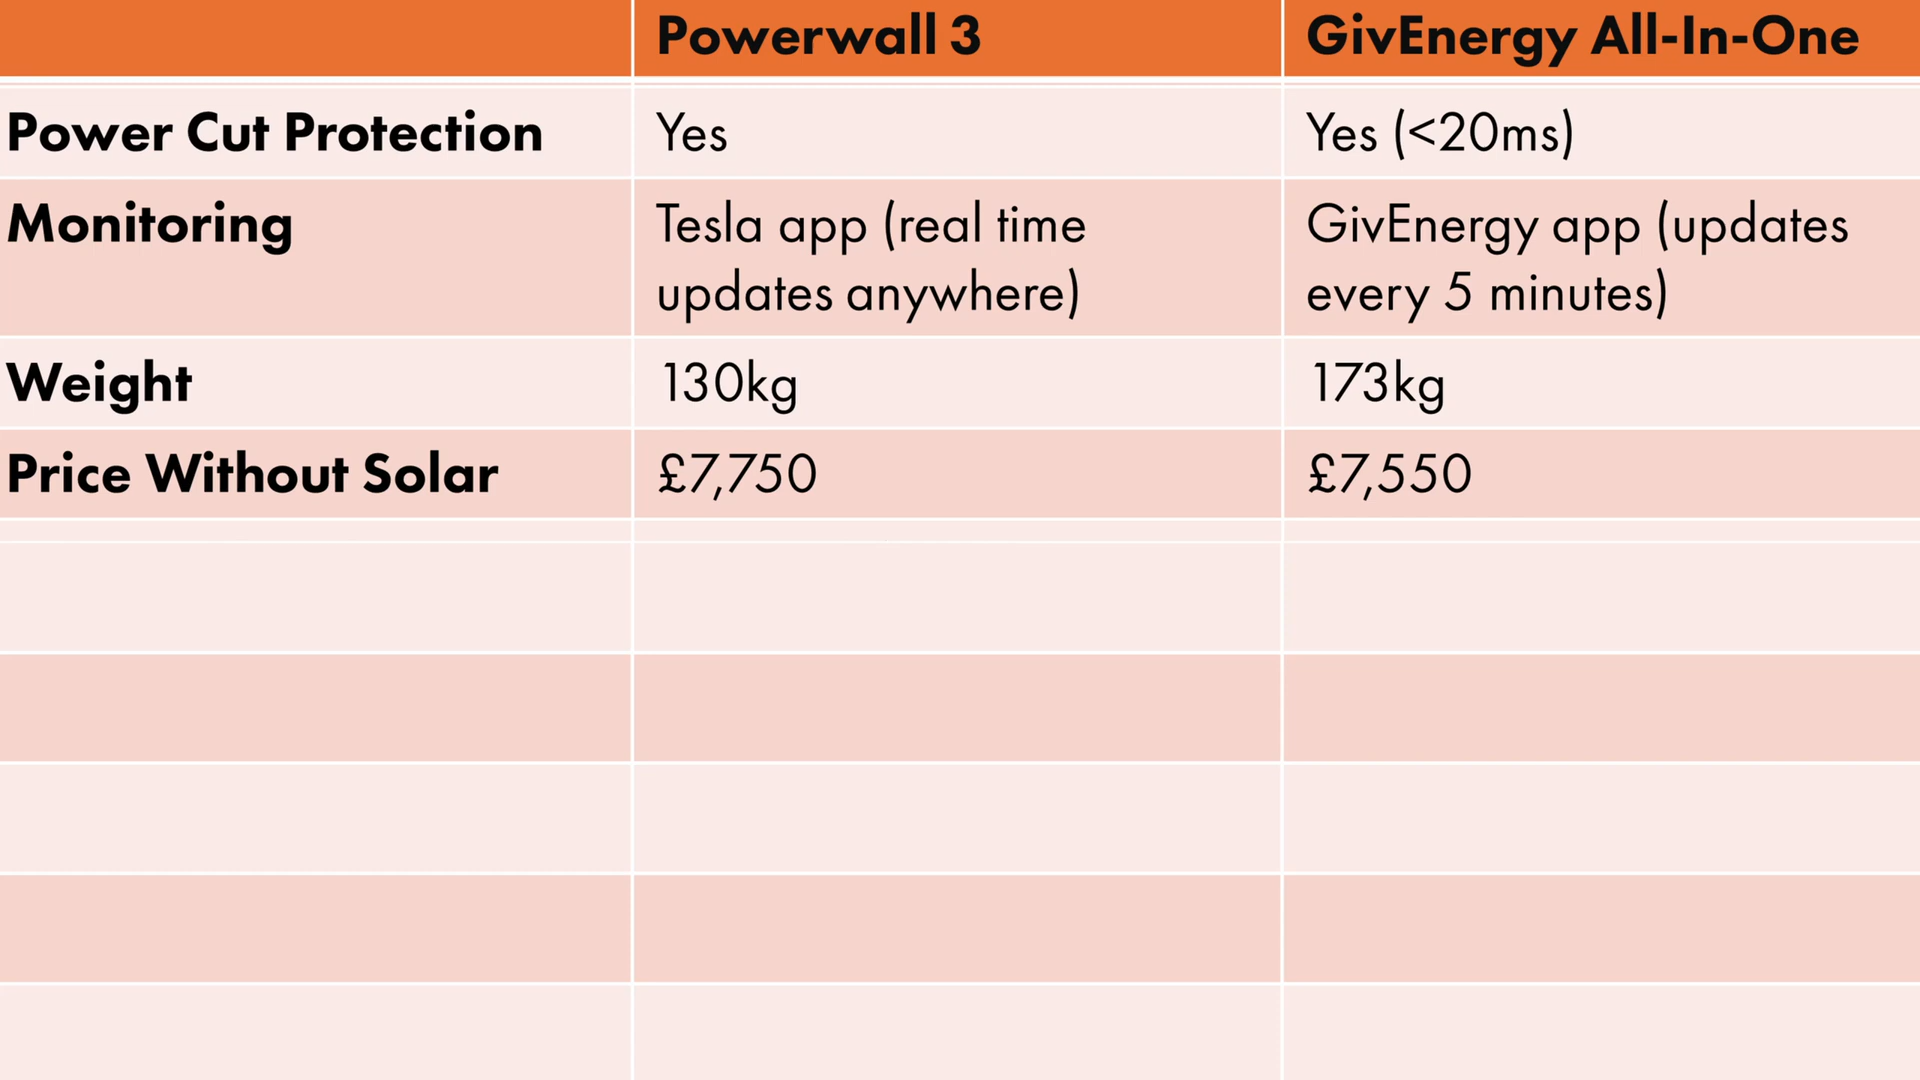 Powerwall 3
GivEnergy All-In-One
Power Cut Protection
Yes
Yes (<20ms)
Monitoring
Tesla app (real time
updates anywhere)
GivEnergy app (updates
every 5 minutes)
Weight
130kg
173kg
Price Without Solar
£7,750
£7,550